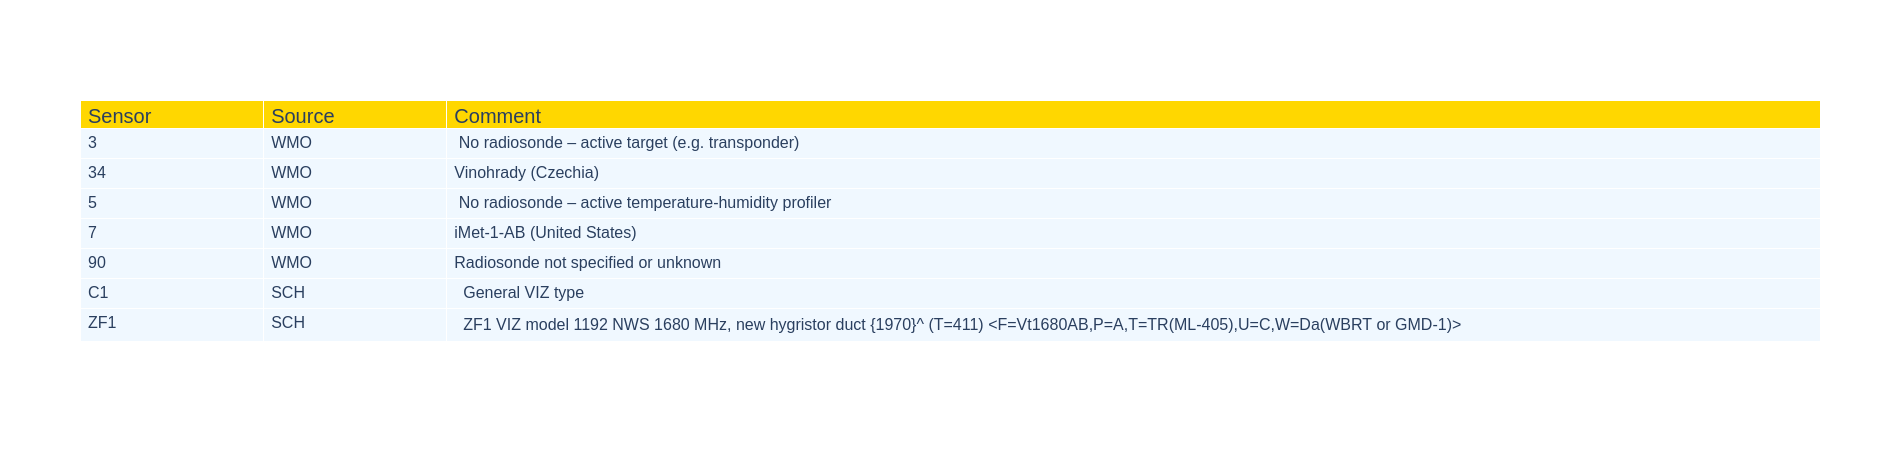 Sensor Source Comment
3 WMO No radiosonde – active target (e.g. transponder)
34 WMO Vinohrady (Czechia)
5 WMO No radiosonde – active temperature-humidity profiler
7 WMO iMet-1-AB (United States)
90 WMO Radiosonde not specified or unknown
C1 SCH General VIZ type
ZF1 SCH ZF1 VIZ model 1192 NWS 1680 MHz, new hygristor duct {1970}^ (T=411) <F=Vt1680AB,P=A,T=TR(ML-405),U=C,W=Da(WBRT or GMD-1)>